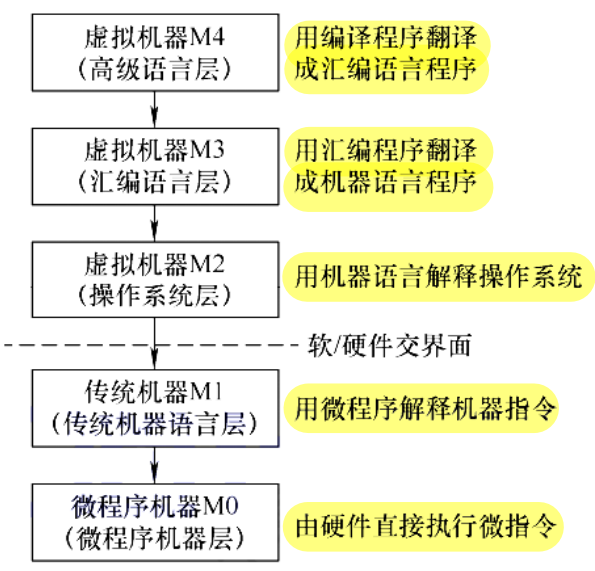 虚拟机器M4
(高级语言层)
用编译程序翻译
成汇编语言程序
虚拟机器M3
(汇编语言层)
用汇编程序翻译
成机器语言程序
虚拟机器M2
(操作系统层)
用机器语言解释操作系统
软/硬件交界面
传统机器M1
(传统机器语言层)
用微程序解释机器指令
微程序机器M0
(微程序机器层)
由硬件直接执行微指令